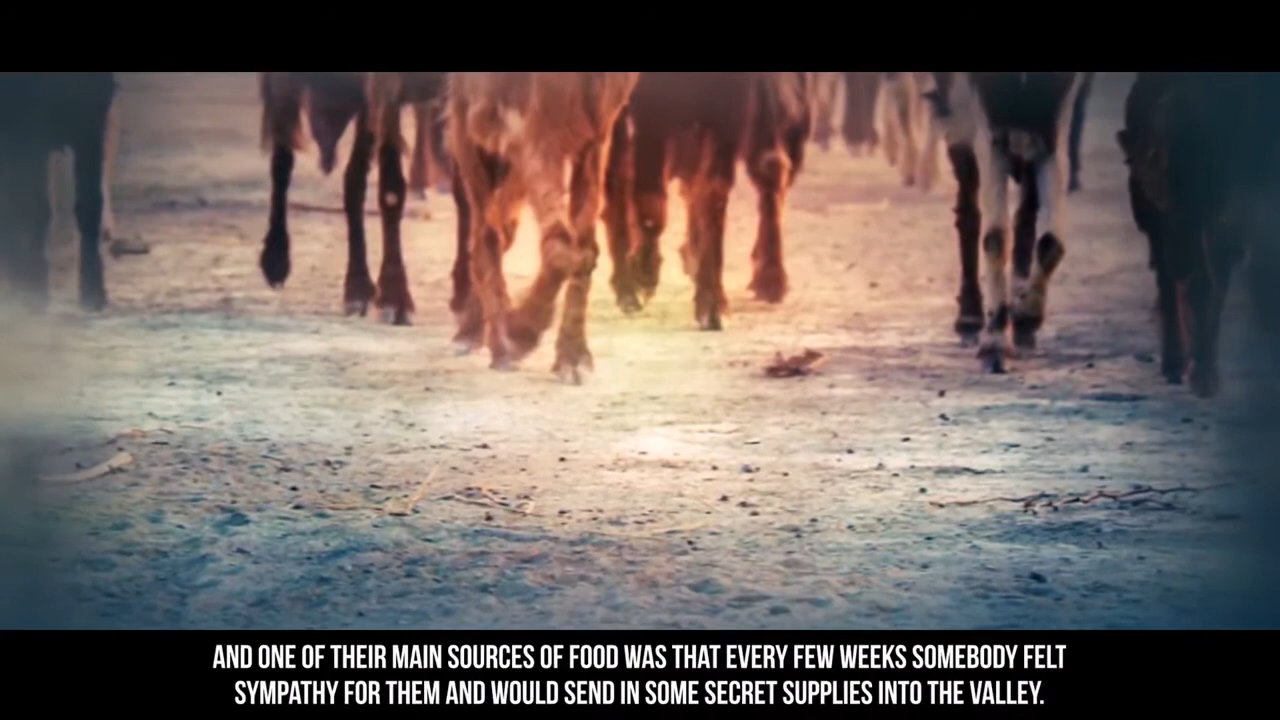 AND ONE OF THEIR MAIN SOURCES OF FOOD WAS THAT EVERY FEW WEEKS SOMEBODY FELT
SYMPATHY FOR THEM AND WOULD SEND IN SOME SECRET SUPPLIES INTO THE VALLEY.